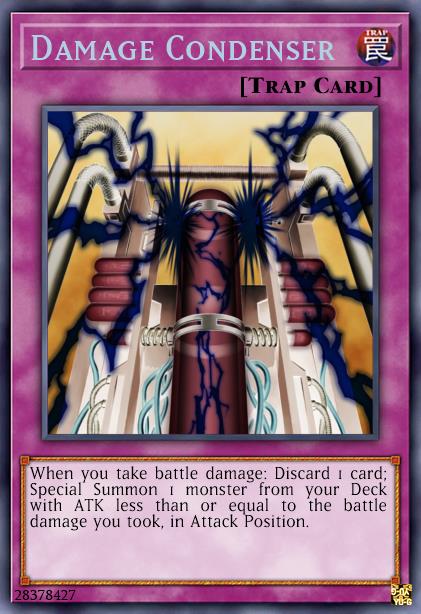 Damage Condenser
TRAP
罠
[Trap Card]
When you take battle damage: Discard 1 card;
Special Summon 1 monster from your Deck
with ATK less than or equal to the battle
damage you took, in Attack Position.
28378427